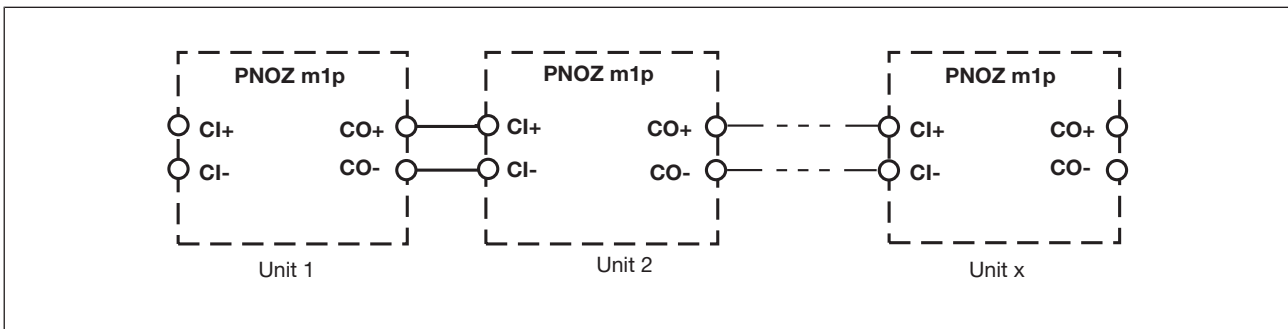 PNOZ m1p PNOZ m1p PNOZ m1p
CI+ CO+ CI+ CO+ CI+ CO+
CI- CO- CI- CO- CI- CO-
Unit 1 Unit 2 Unit x